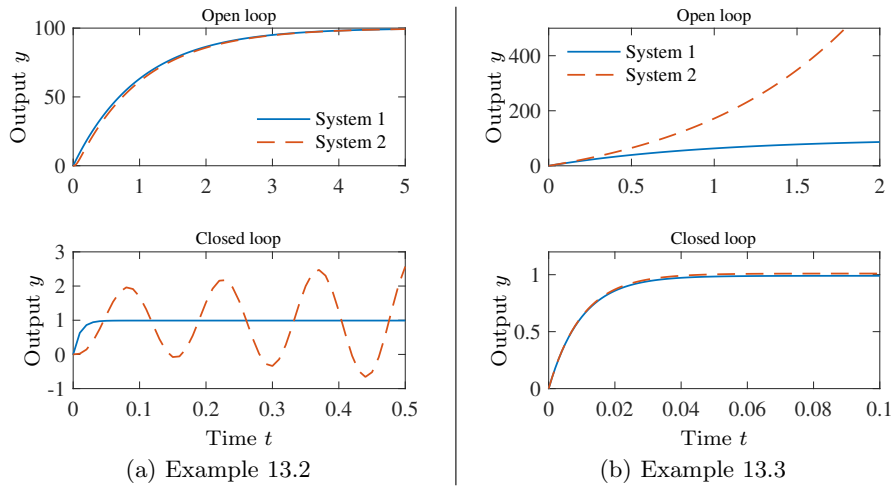 Open loop
100
50
0
Output y
System 1
System 2
0 1 2 3 4 5
Closed loop
3
2
1
0
-1
Output y
0 0.1 0.2 0.3 0.4 0.5
Time t
(a) Example 13.2
Open loop
400
200
0
Output y
System 1
System 2
0 0.5 1 1.5 2
Closed loop
1
0.5
0
Output y
0 0.02 0.04 0.06 0.08 0.1
Time t
(b) Example 13.3